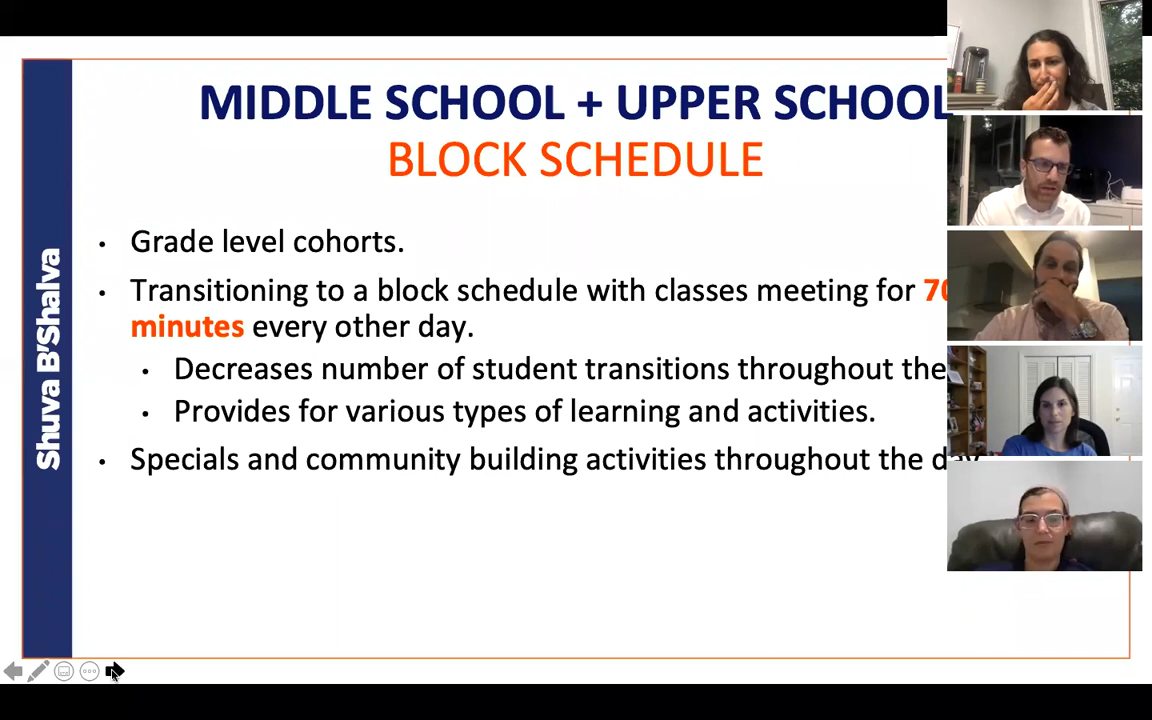 MIDDLE SCHOOL + UPPER SCHOOL
BLOCK SCHEDULE
Shuva B'Shalva
• Grade level cohorts.
• Transitioning to a block schedule with classes meeting for 70
minutes every other day.
• Decreases number of student transitions throughout the
• Provides for various types of learning and activities.
• Specials and community building activities throughout the day